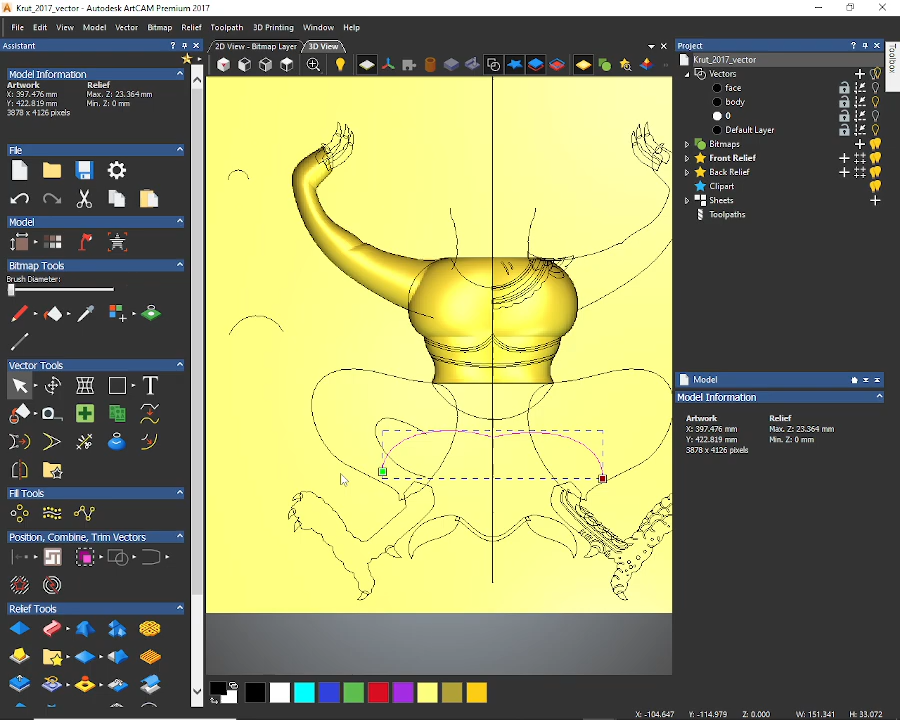 Krut_2017_vector - Autodesk ArtCAM Premium 2017
File Edit View Model Vector Bitmap Relief Toolpath 3D Printing Window Help
Assistant
2D View - Bitmap Layer
3D View
Model Information
Artwork
X: 397.476 mm
Y: 422.819 mm
3878 x 4126 pixels
Relief
Max. Z: 23.364 mm
Min. Z: 0 mm
File
Model
Bitmap Tools
Brush Diameter:
Vector Tools
Fill Tools
Position, Combine, Trim Vectors
Relief Tools
Project
Toolbox
Krut_2017_vector
Vectors
face
body
0
Default Layer
Bitmaps
Front Relief
Back Relief
Clipart
Sheets
Toolpaths
Model
Model Information
Artwork
X: 397.476 mm
Y: 422.819 mm
3878 x 4126 pixels
Relief
Max. Z: 23.364 mm
Min. Z: 0 mm
X: -104.647 Y: -114.979 Z: 0.000 W: 151.341 H: 33.072